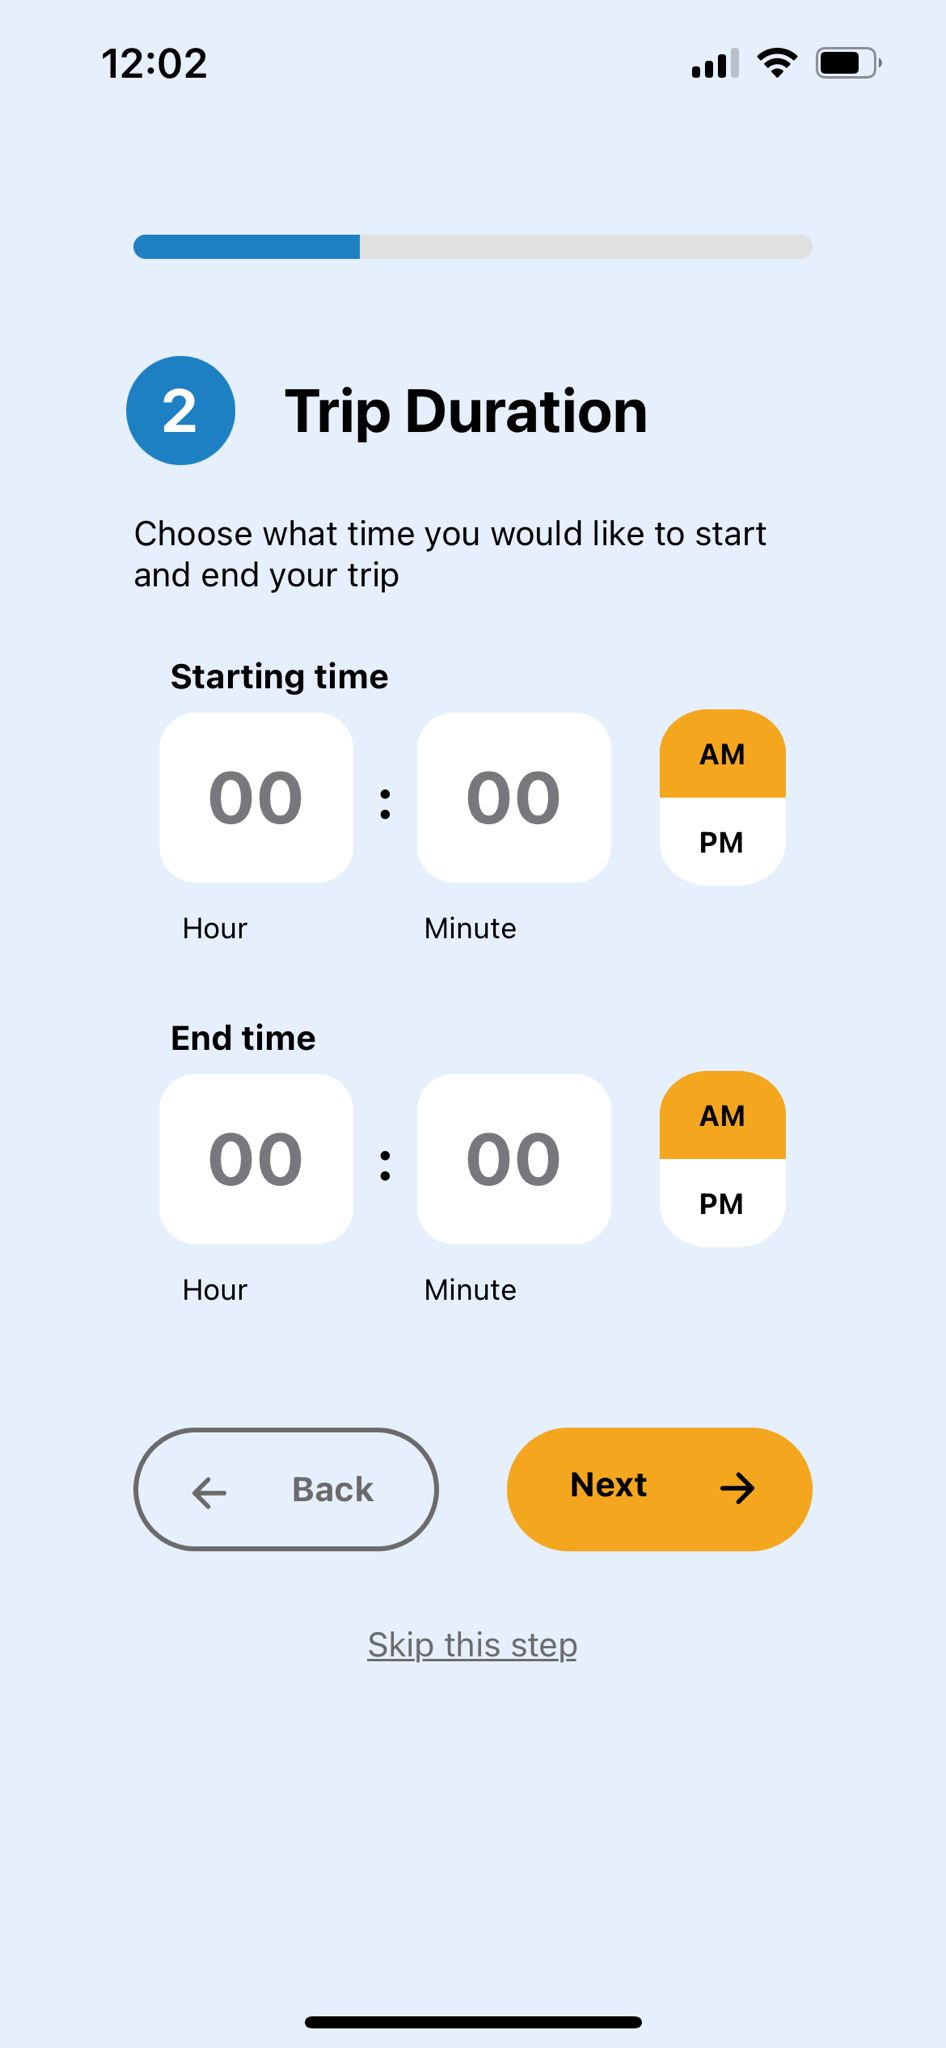 12:02
2 Trip Duration
Choose what time you would like to start
and end your trip
Starting time
00 : 00 AM
PM
Hour Minute
End time
00 : 00 AM
PM
Hour Minute
Back Next
Skip this step